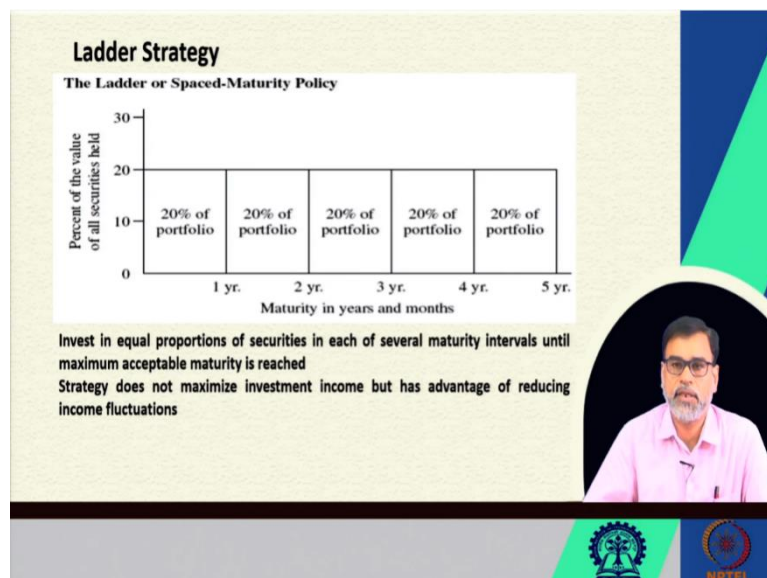 Ladder Strategy
The Ladder or Spaced-Maturity Policy
Percent of the value
of all securities held
30
20
10
0
20% of
portfolio
20% of
portfolio
20% of
portfolio
20% of
portfolio
20% of
portfolio
1 yr.
2 yr.
3 yr.
4 yr.
5 yr.
Maturity in years and months
Invest in equal proportions of securities in each of several maturity intervals until
maximum acceptable maturity is reached
Strategy does not maximize investment income but has advantage of reducing
income fluctuations
NPTEL